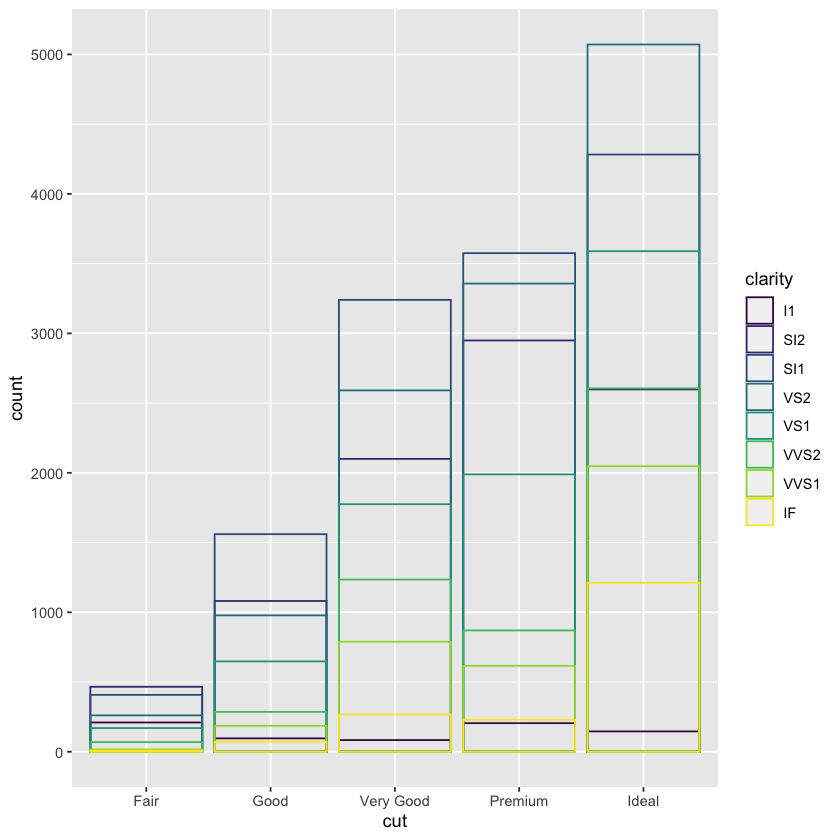 5000
4000
3000
2000
1000
0
count
Fair
Good
Very Good
Premium
Ideal
cut
clarity
I1
SI2
SI1
VS2
VS1
VVS2
VVS1
IF